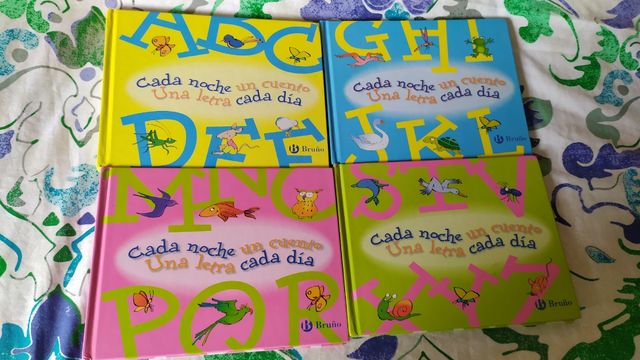 ABC
Cada noche un cuento
Una letra cada día
DEF
Bruño
GHI
Cada noche un cuento
Una letra cada día
JKL
Bruño
MNO
Cada noche un cuento
Una letra cada día
PQR
Bruño
STV
Cada noche un cuento
Una letra cada día
XYZ
Bruño